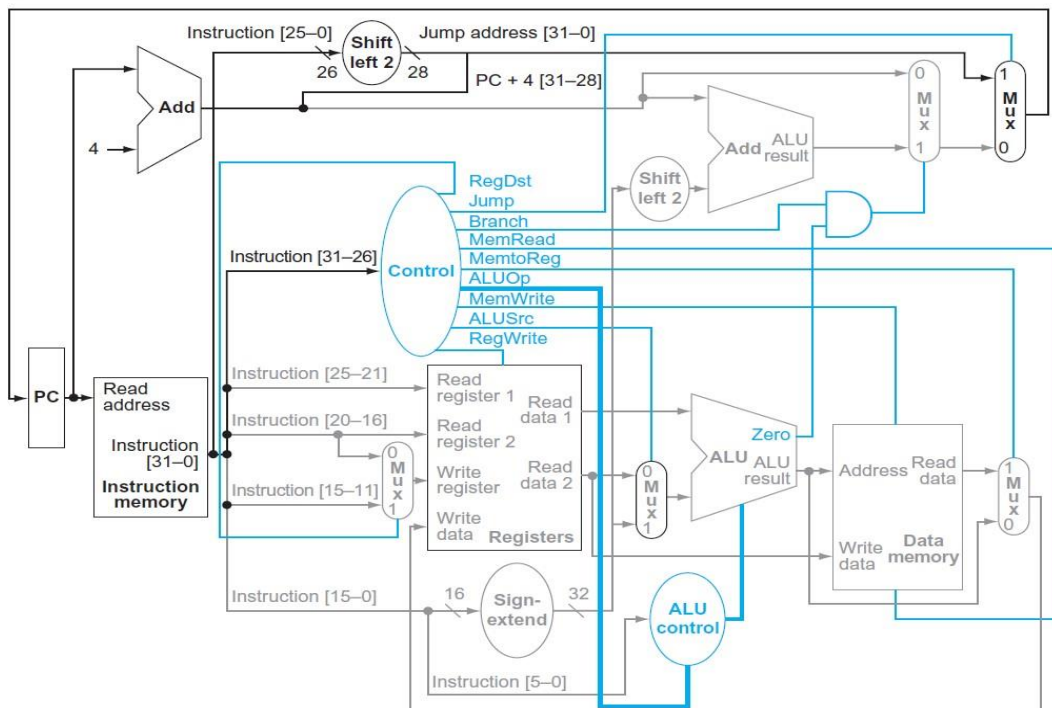 Instruction [25–0]
Shift
left 2
Jump address [31–0]
26
28
PC + 4 [31–28]
Add
4
0
M
u
x
1
1
M
u
x
0
Add
ALU
result
Shift
left 2
RegDst
Jump
Branch
MemRead
MemtoReg
ALUOp
MemWrite
ALUSrc
RegWrite
Instruction [31–26]
Control
PC
Read
address
Instruction
[31–0]
Instruction
memory
Instruction [25–21]
Instruction [20–16]
Instruction [15–11]
0
M
u
x
1
Read
register 1
Read
register 2
Write
register
Write
data
Read
data 1
Read
data 2
Registers
0
M
u
x
1
Zero
ALU
ALU
result
Address
Read
data
Write
data
Data
memory
1
M
u
x
0
Instruction [15–0]
16
Sign-
extend
32
ALU
control
Instruction [5–0]